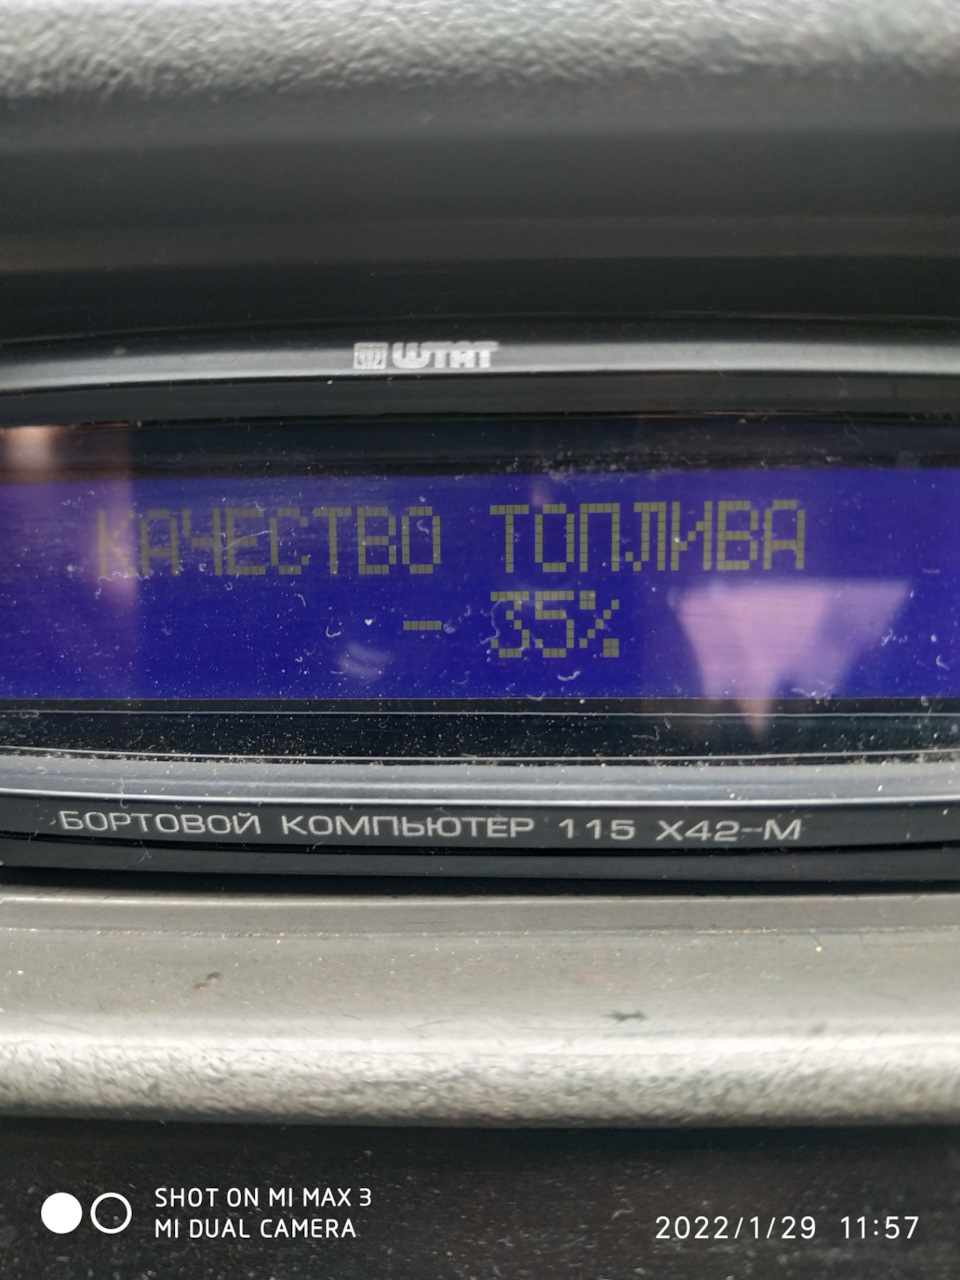 ШТАТ
КАЧЕСТВО ТОПЛИВА
- 35%
БОРТОВОЙ КОМПЬЮТЕР 115 X42-M
SHOT ON MI MAX 3
MI DUAL CAMERA
2022/1/29 11:57